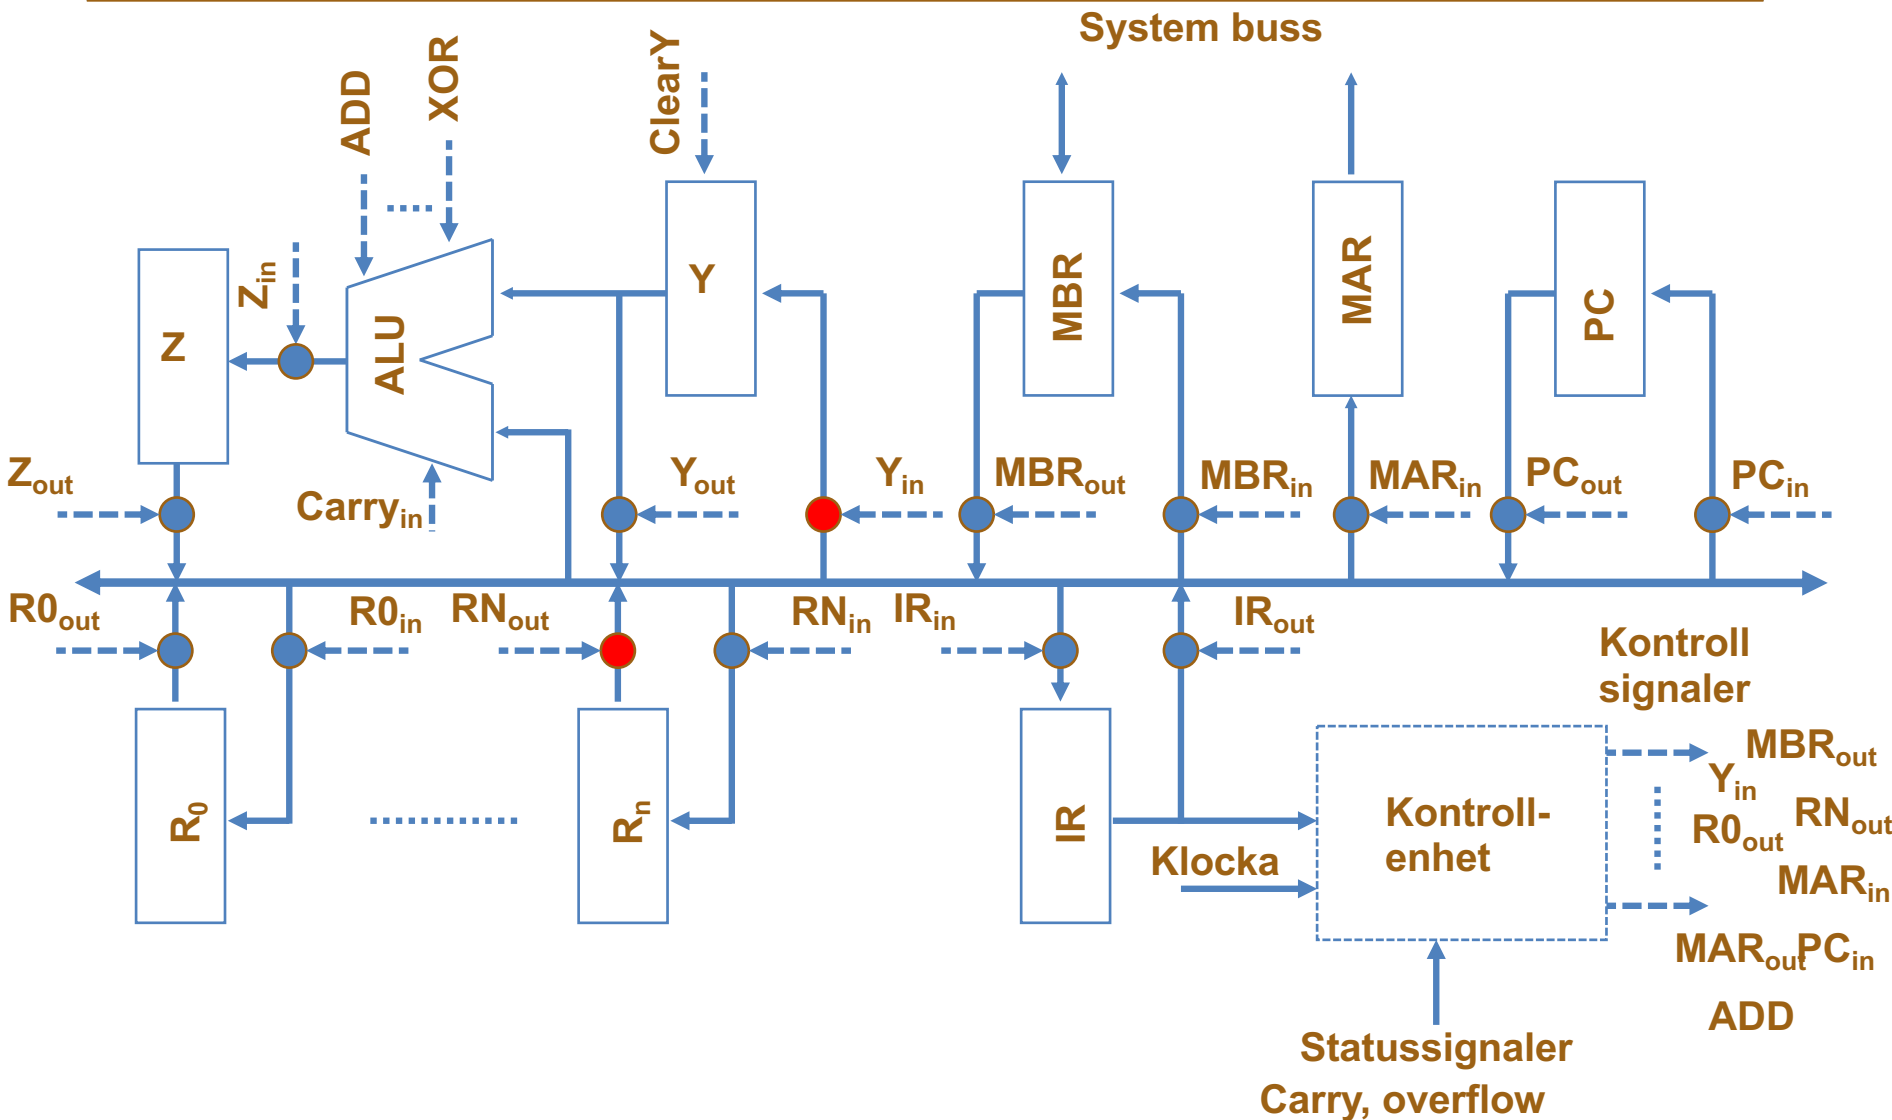 System buss
ADD
XOR
ClearY
Z
Zin
ALU
Y
MBR
MAR
PC
Zout
Carryin
Yout
Yin
MBRout
MBRin
MARin
PCout
PCin
R0out
R0in
RNout
RNin
IRin
IRout
R0
Rn
IR
Klocka
Kontroll-
enhet
Kontroll
signaler
MBRout
Yin
R0out
RNout
MARin
MARout
PCin
ADD
Statussignaler
Carry, overflow